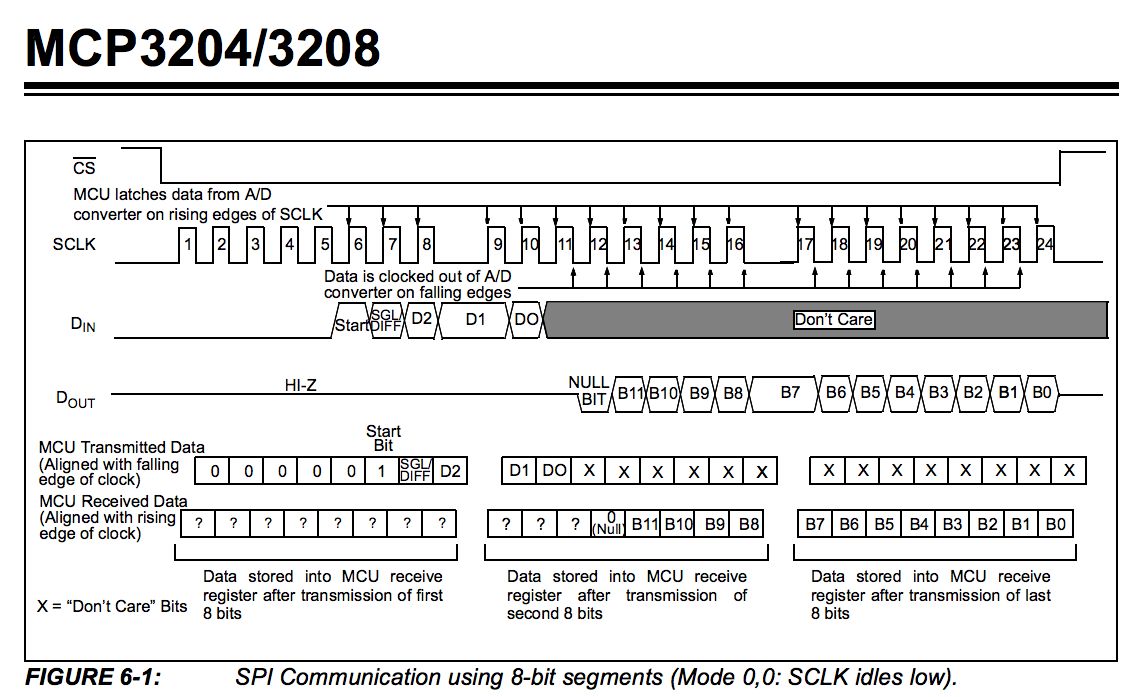 MCP3204/3208
CS
MCU latches data from A/D
converter on rising edges of SCLK
SCLK
1 2 3 4 5 6 7 8 9 10 11 12 13 14 15 16 17 18 19 20 21 22 23 24
Data is clocked out of A/D
converter on falling edges
DIN
Start SGL/DIFF D2 D1 DO Don't Care
HI-Z
DOUT
NULL BIT B11 B10 B9 B8 B7 B6 B5 B4 B3 B2 B1 B0
Start
Bit
MCU Transmitted Data
(Aligned with falling
edge of clock)
0 0 0 0 0 1 SGL/DIFF D2 D1 DO X X X X X X X X X X X X X X
MCU Received Data
(Aligned with rising
edge of clock)
? ? ? ? ? ? ? ? ? ? ? 0 (Null) B11 B10 B9 B8 B7 B6 B5 B4 B3 B2 B1 B0
Data stored into MCU receive
register after transmission of first
8 bits
Data stored into MCU receive
register after transmission of
second 8 bits
Data stored into MCU receive
register after transmission of last
8 bits
X = “Don't Care” Bits
FIGURE 6-1: SPI Communication using 8-bit segments (Mode 0,0: SCLK idles low).